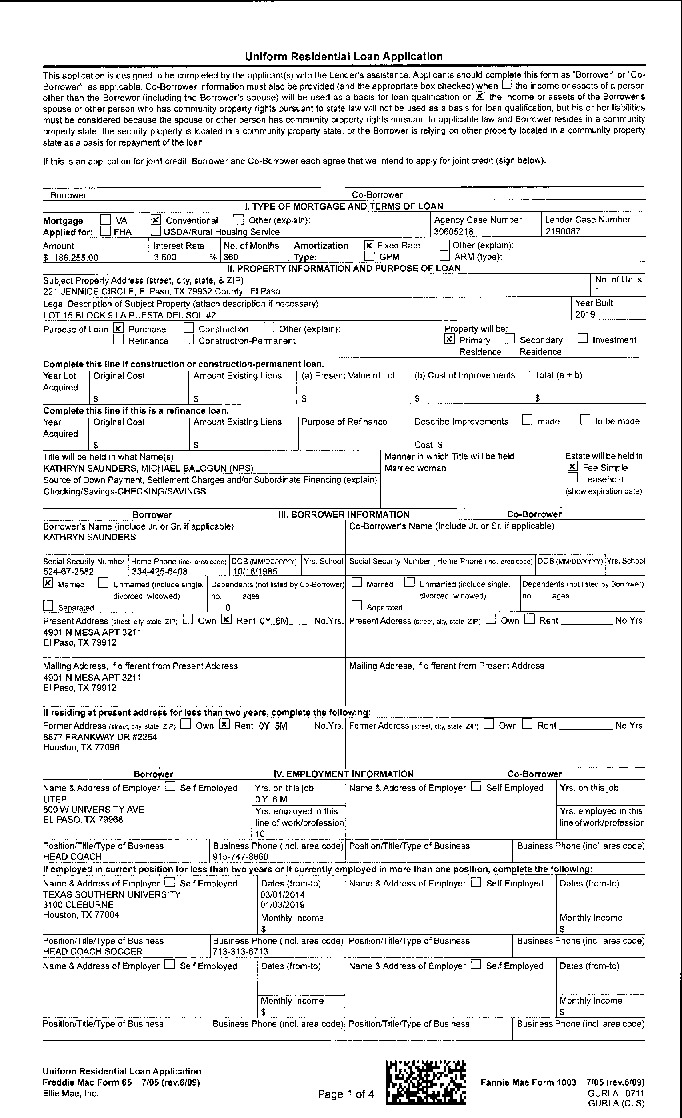 Uniform Residential Loan Application
This application is designed to be completed by the applicant(s) with the Lender's assistance. Applicants should complete this form as "Borrower" or "Co-
Borrower" as applicable. Co-Borrower information must also be provided (and the appropriate box checked) when the income or assets of a person
other than the Borrower (including the Borrower's spouse) will be used as a basis for loan qualification or the income or assets of the Borrower's
spouse or other person who has community property rights pursuant to state law will not be used as a basis for loan qualification, but his or her liabilities
must be considered because the spouse or other person has community property rights pursuant to applicable law and Borrower resides in a community
property state, the security property is located in a community property state, or the Borrower is relying on other property located in a community property
state as a basis for repayment of the loan
If this is an application for joint credit, Borrower and Co-Borrower each agree that we intend to apply for joint credit (sign below).
Borrower Co-Borrower
I. TYPE OF MORTGAGE AND TERMS OF LOAN
Mortgage VA Conventional Other (explain): Agency Case Number Lender Case Number
Applied for: FHA USDA/Rural Housing Service 2190087
Amount Interest Rate No. of Months Amortization Fixed Rate Other (explain):
$ 186,255.00 % 360 Type: GPM ARM (type):
II. PROPERTY INFORMATION AND PURPOSE OF LOAN
Subject Property Address (street, city, state, & ZIP) No. of Units
JENNICE CIRCLE, El Paso, TX 79932 County: El Paso
Legal Description of Subject Property (attach description if necessary) Year Built
LOT 15 BLOCK 9 LA PUESTA DEL SOL #2 2019
Purpose of Loan Purchase Construction Other (explain): Property will be:
Refinance Construction-Permanent Primary Residence Secondary Residence Investment
Complete this line if construction or construction-permanent loan.
Year Lot Acquired Original Cost Amount Existing Liens (a) Present Value of Lot (b) Cost of Improvements Total (a + b)
$ $ $ $ $
Complete this line if this is a refinance loan.
Year Acquired Original Cost Amount Existing Liens Purpose of Refinance Describe Improvements made to be made
$ $ Cost: $
Title will be held in what Name(s) Manner in which Title will be held Estate will be held in
KATHRYN SAUNDERS, MICHAEL BALOGUN (NPS) Married woman Fee Simple
Source of Down Payment, Settlement Charges and/or Subordinate Financing (explain) Leasehold
Checking/Savings-CHECKING/SAVINGS (show expiration date)
Borrower III. BORROWER INFORMATION Co-Borrower
Borrower's Name (include Jr. or Sr. if applicable) Co-Borrower's Name (include Jr. or Sr. if applicable)
KATHRYN SAUNDERS
Social Security Number Home Phone (incl. area code) DOB (MM/DD/YYYY) Yrs. School Social Security Number Home Phone (incl. area code) DOB (MM/DD/YYYY) Yrs. School
524-67-2582 334-425-6408 10/16/1985
Married Unmarried (include single, divorced, widowed) Dependents (not listed by Co-Borrower) Married Unmarried (include single, divorced, widowed) Dependents (not listed by Borrower)
no. ages no. ages
Separated 0 Separated
Present Address (street, city, state, ZIP) Own Rent 0Y 6M No.Yrs. Present Address (street, city, state, ZIP) Own Rent No.Yrs.
4901 N MESA APT 3211
El Paso, TX 79912
Mailing Address, if different from Present Address Mailing Address, if different from Present Address
4901 N MESA APT 3211
El Paso, TX 79912
If residing at present address for less than two years, complete the following:
Former Address (street, city, state, ZIP) Own Rent 0Y 5M No.Yrs. Former Address (street, city, state, ZIP) Own Rent No.Yrs.
FRANKWAY DR #2254
Houston, TX 77096
Borrower IV. EMPLOYMENT INFORMATION Co-Borrower
Name & Address of Employer Self Employed Yrs. on this job Name & Address of Employer Self Employed Yrs. on this job
UTEP 0Y 6M
500 W UNIVERSITY AVE Yrs. employed in this line of work/profession Yrs. employed in this line of work/profession
EL PASO, TX 79968
10
Position/Title/Type of Business Business Phone (incl. area code) Position/Title/Type of Business Business Phone (incl. area code)
HEAD COACH 915-747-8660
If employed in current position for less than two years or if currently employed in more than one position, complete the following:
Name & Address of Employer Self Employed Dates (from-to) Name & Address of Employer Self Employed Dates (from-to)
TEXAS SOUTHERN UNIVERSITY 03/01/2014
3100 CLEBURNE 01/03/2019
Houston, TX 77004 Monthly Income Monthly Income
$ $
Position/Title/Type of Business Business Phone (incl. area code) Position/Title/Type of Business Business Phone (incl. area code)
HEAD COACH SOCCER 713-313-6713
Name & Address of Employer Self Employed Dates (from-to) Name & Address of Employer Self Employed Dates (from-to)
Monthly Income Monthly Income
$ $
Position/Title/Type of Business Business Phone (incl. area code) Position/Title/Type of Business Business Phone (incl. area code)
Uniform Residential Loan Application
Freddie Mac Form 65 7/05 (rev.6/09) Fannie Mae Form 1003 7/05 (rev.6/09)
Ellie Mae, Inc. Page 1 of 4 GURLA 0711
GURLA (CLS)